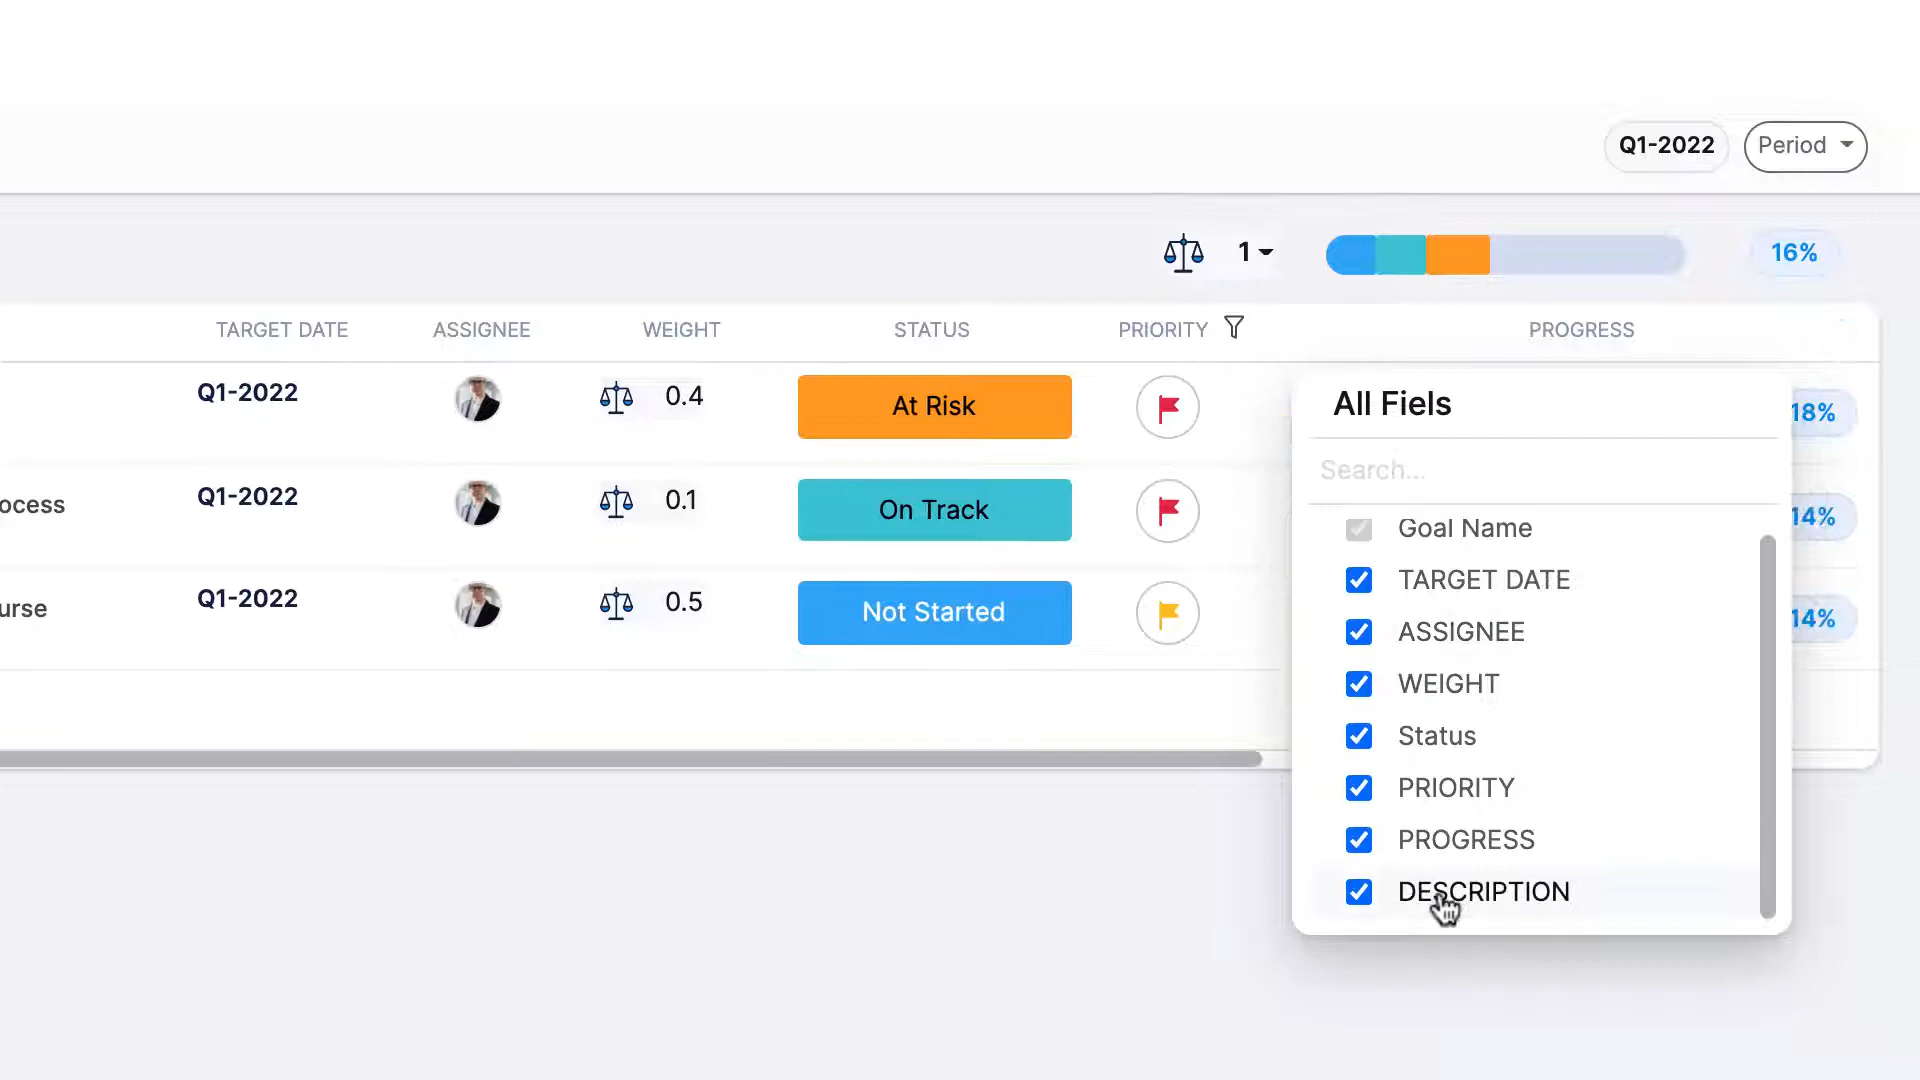 Q1-2022 Period
1 16%
TARGET DATE ASSIGNEE WEIGHT STATUS PRIORITY PROGRESS
Q1-2022 0.4 At Risk 18%
ocess Q1-2022 0.1 On Track 14%
urse Q1-2022 0.5 Not Started 14%
All Fiels
Search...
Goal Name
TARGET DATE
ASSIGNEE
WEIGHT
Status
PRIORITY
PROGRESS
DESCRIPTION